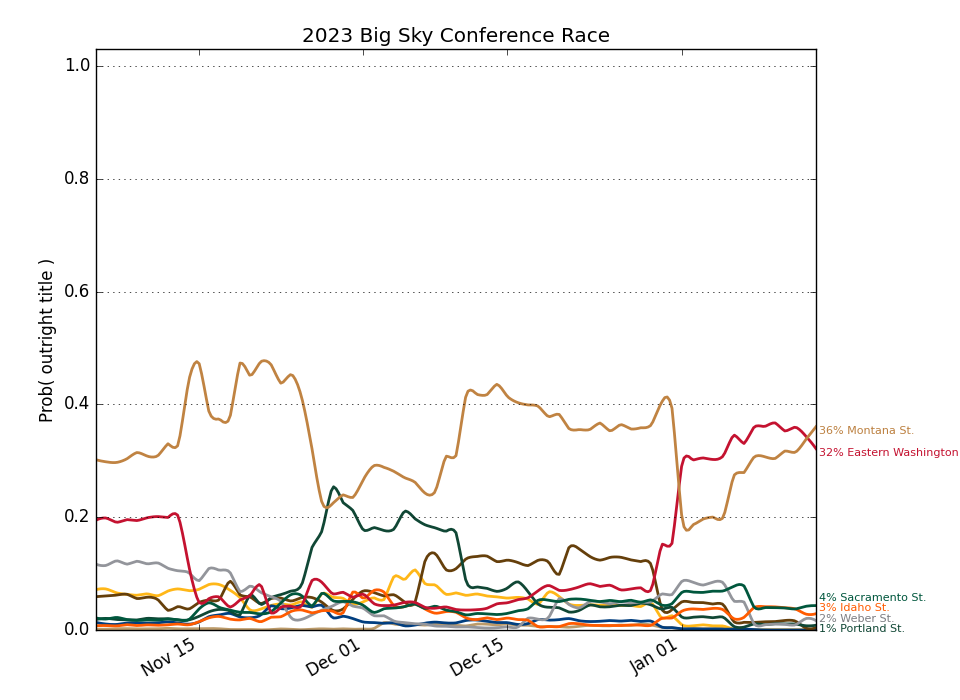 2023 Big Sky Conference Race
Prob( outright title )
1.0
0.8
0.6
0.4
0.2
0.0
Nov 15
Dec 01
Dec 15
Jan 01
36% Montana St.
32% Eastern Washington
4% Sacramento St.
3% Idaho St.
2% Weber St.
1% Portland St.